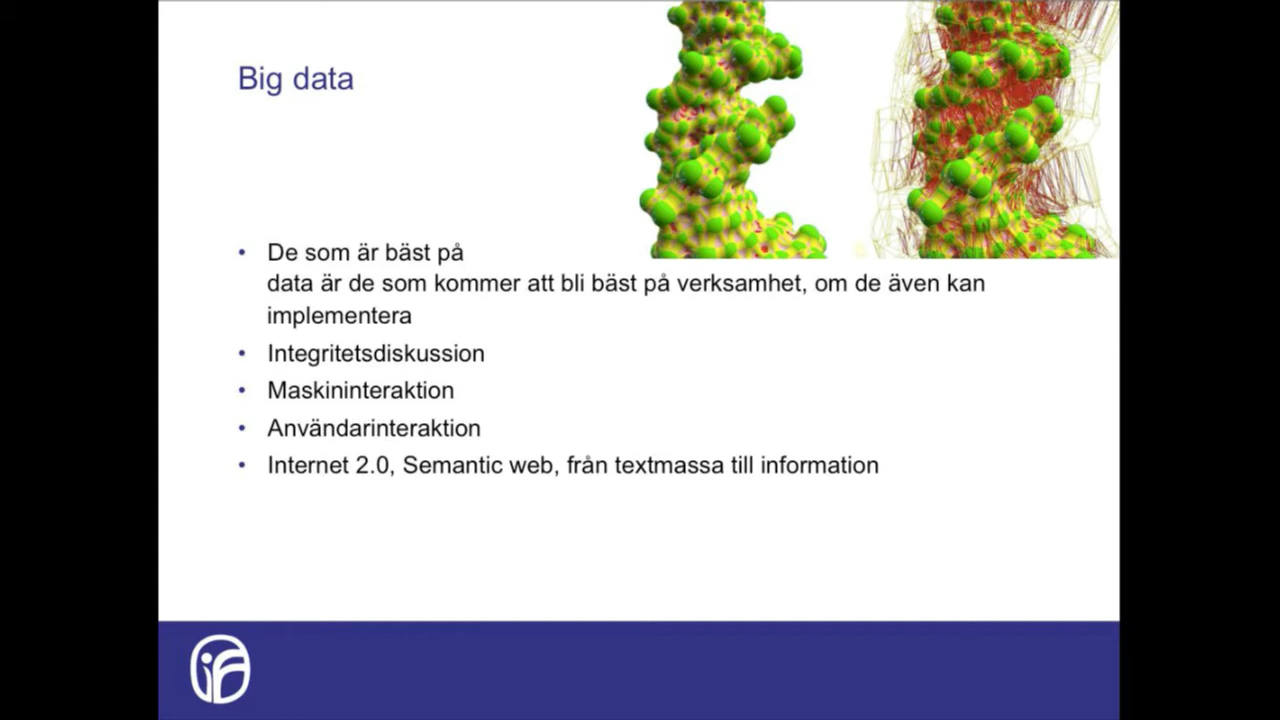 Big data
• De som är bäst på
data är de som kommer att bli bäst på verksamhet, om de även kan
implementera
• Integritetsdiskussion
• Maskininteraktion
• Användarinteraktion
• Internet 2.0, Semantic web, från textmassa till information